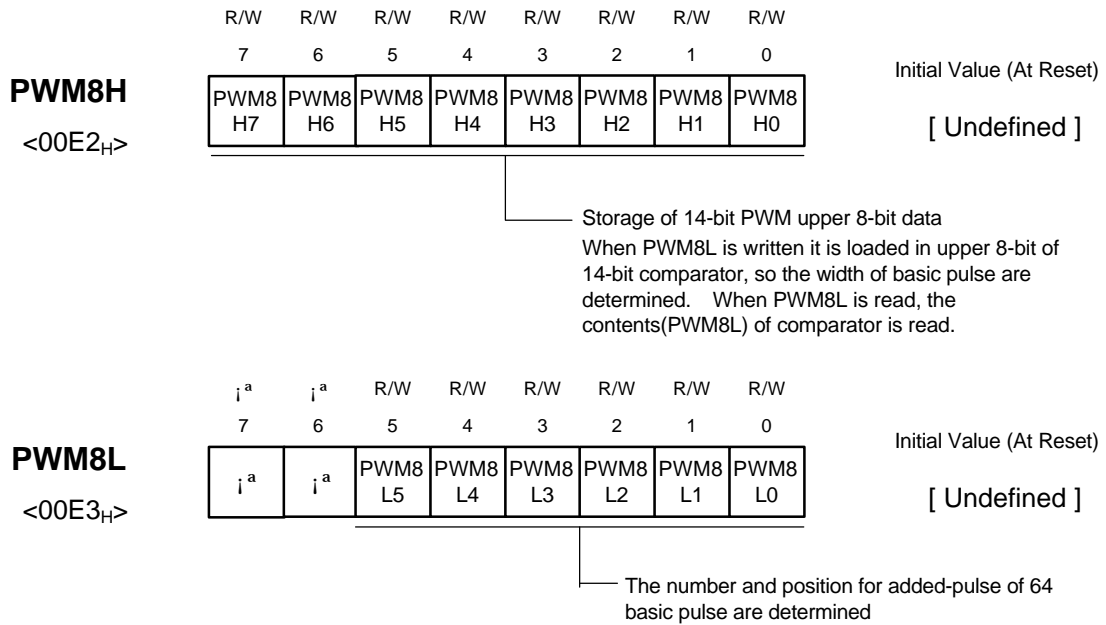 R/W R/W R/W R/W R/W R/W R/W R/W
7 6 5 4 3 2 1 0
Initial Value (At Reset)
PWM8H
PWM8 PWM8 PWM8 PWM8 PWM8 PWM8 PWM8 PWM8
H7 H6 H5 H4 H3 H2 H1 H0
[ Undefined ]
<00E2H>
Storage of 14-bit PWM upper 8-bit data
When PWM8L is written it is loaded in upper 8-bit of
14-bit comparator, so the width of basic pulse are
determined. When PWM8L is read, the
contents(PWM8L) of comparator is read.
¡ª ¡ª R/W R/W R/W R/W R/W R/W
7 6 5 4 3 2 1 0
Initial Value (At Reset)
PWM8L
¡ª ¡ª PWM8 PWM8 PWM8 PWM8 PWM8 PWM8
L5 L4 L3 L2 L1 L0
[ Undefined ]
<00E3H>
The number and position for added-pulse of 64
basic pulse are determined